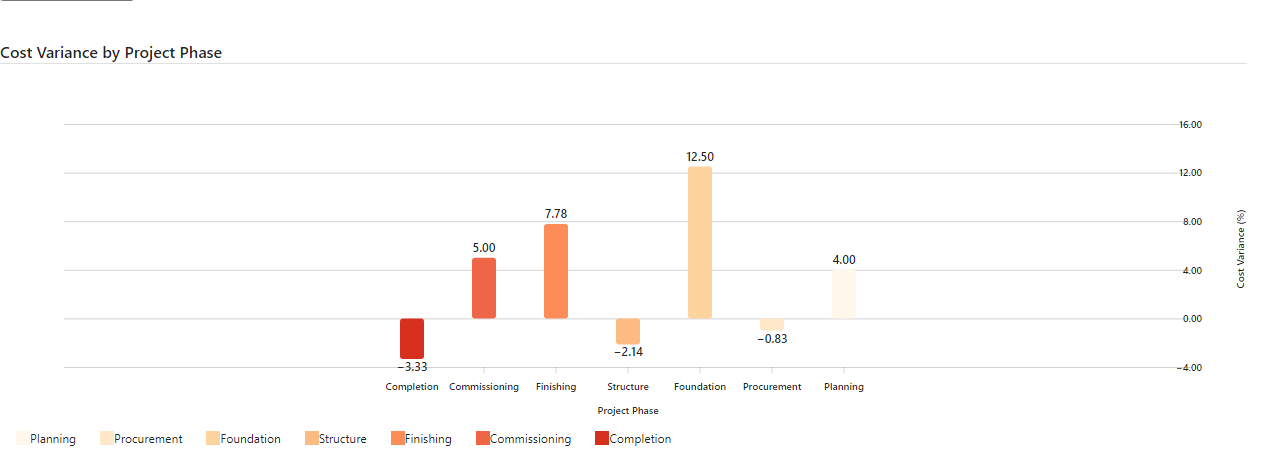 Cost Variance by Project Phase
16.00
12.50
12.00
7.78
8.00
Cost Variance (%)
5.00
4.00
4.00
0.00
−0.83
−2.14
−3.33
−4.00
Completion Commissioning Finishing Structure Foundation Procurement Planning
Project Phase
Planning Procurement Foundation Structure Finishing Commissioning Completion